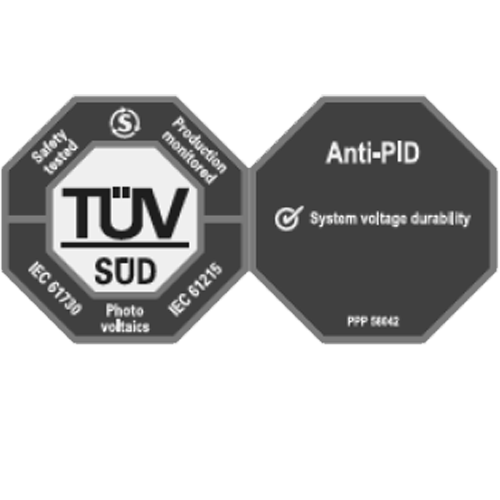 Safety
tested
S
Production
monitored
TÜV
SÜD
IEC 61730
Photo
voltaics
IEC 61215
Anti-PID
System voltage durability
PPP 58042